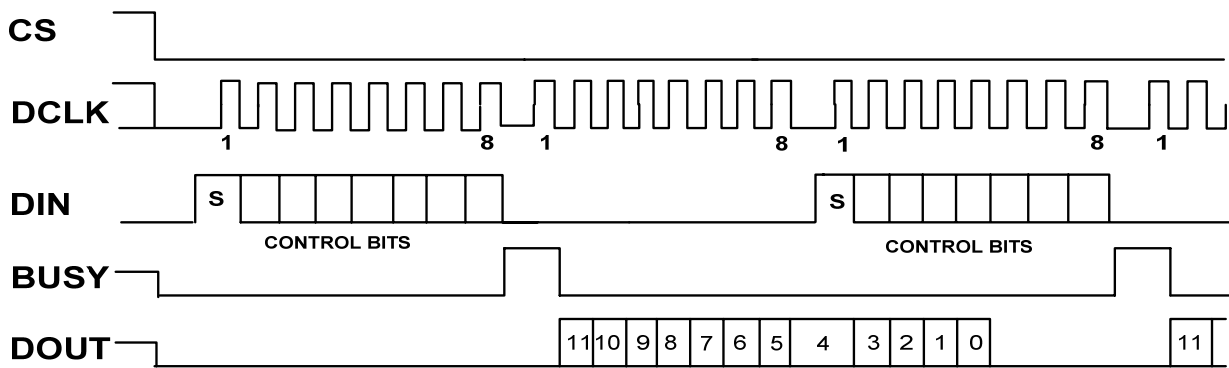 CS
DCLK
1 8 1 8 1 8 1
DIN S S
CONTROL BITS CONTROL BITS
BUSY
DOUT 11 10 9 8 7 6 5 4 3 2 1 0 11